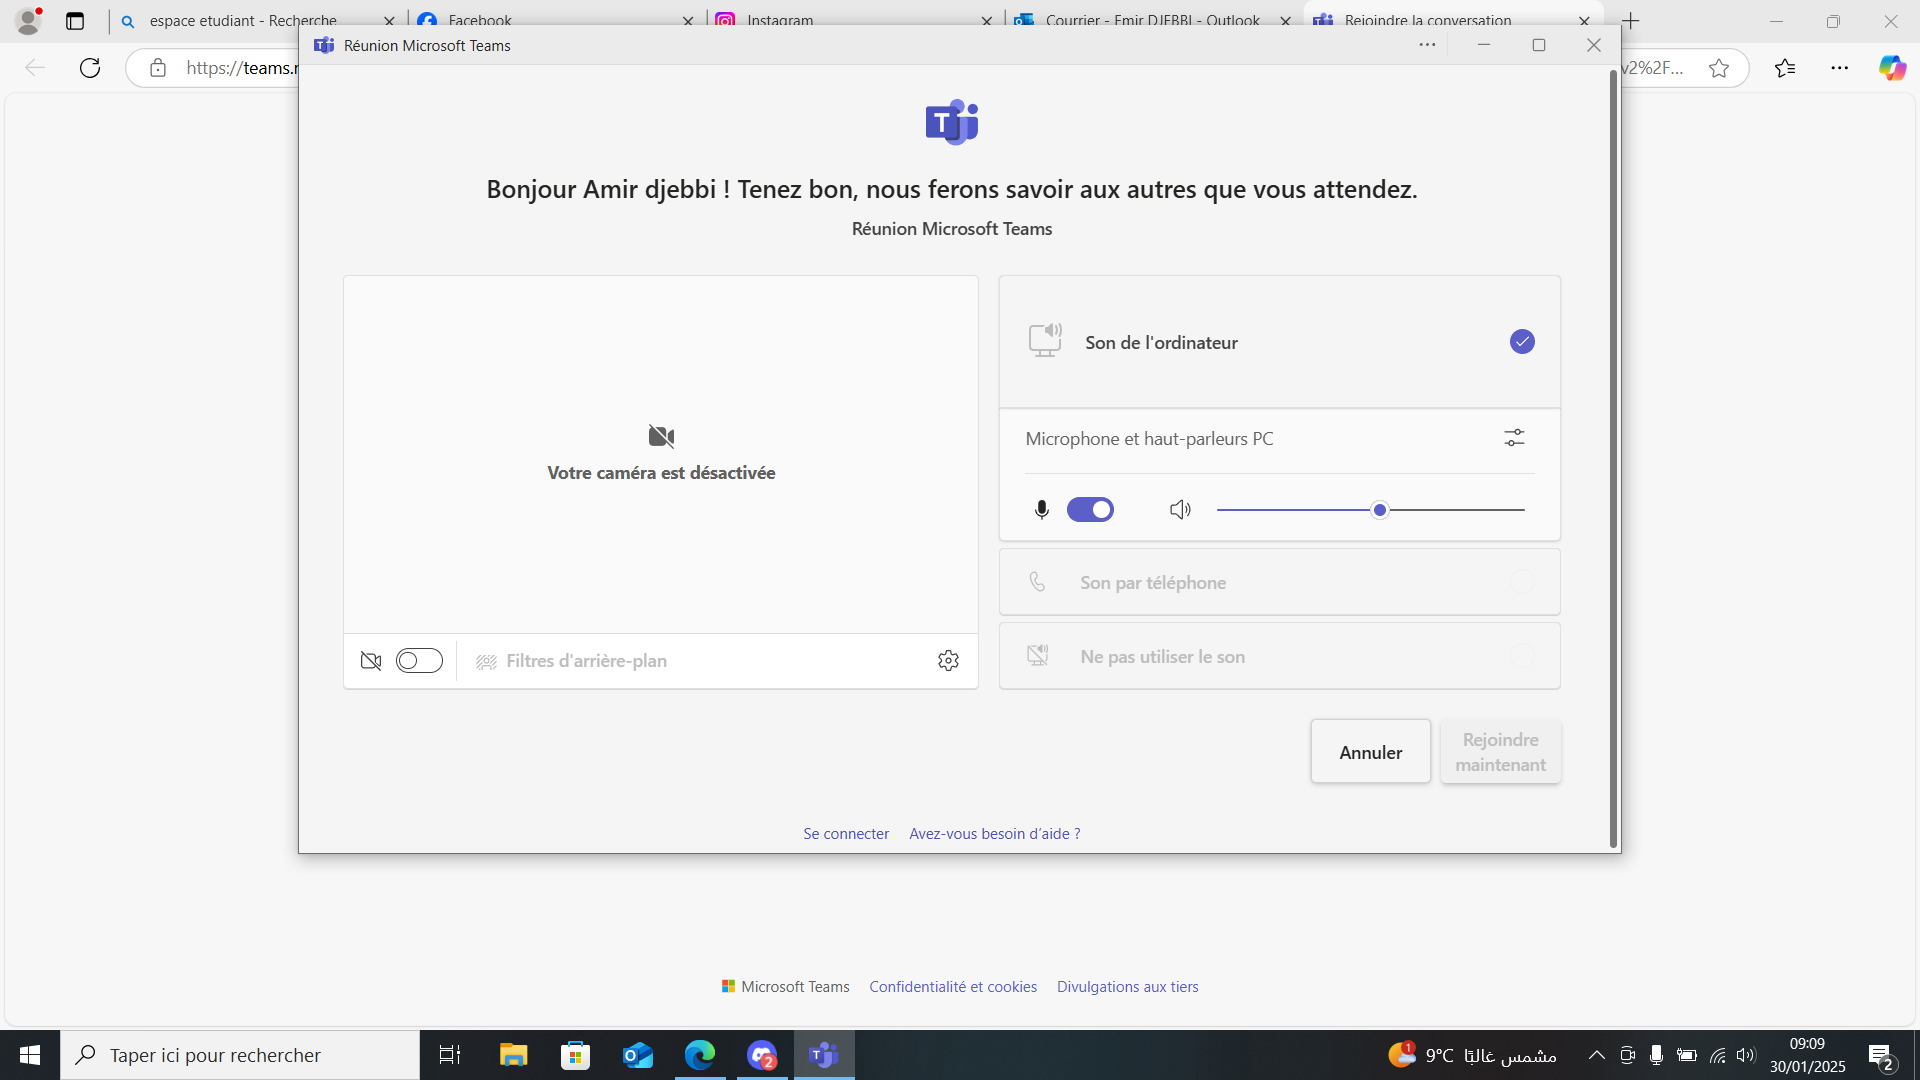 espace etudiant - Recherche
Facebook
Instagram
Courrier - Emir DJEBBI - Outlook
Rejoindre la conversation
Réunion Microsoft Teams
https://teams.
v2%2F...
Bonjour Amir djebbi ! Tenez bon, nous ferons savoir aux autres que vous attendez.
Réunion Microsoft Teams
Son de l'ordinateur
Microphone et haut-parleurs PC
Votre caméra est désactivée
Son par téléphone
Filtres d'arrière-plan
Ne pas utiliser le son
Annuler
Rejoindre
maintenant
Se connecter
Avez-vous besoin d’aide ?
Microsoft Teams
Confidentialité et cookies
Divulgations aux tiers
Taper ici pour rechercher
2
1
9°C
مشمس غالبًا
09:09
30/01/2025
2